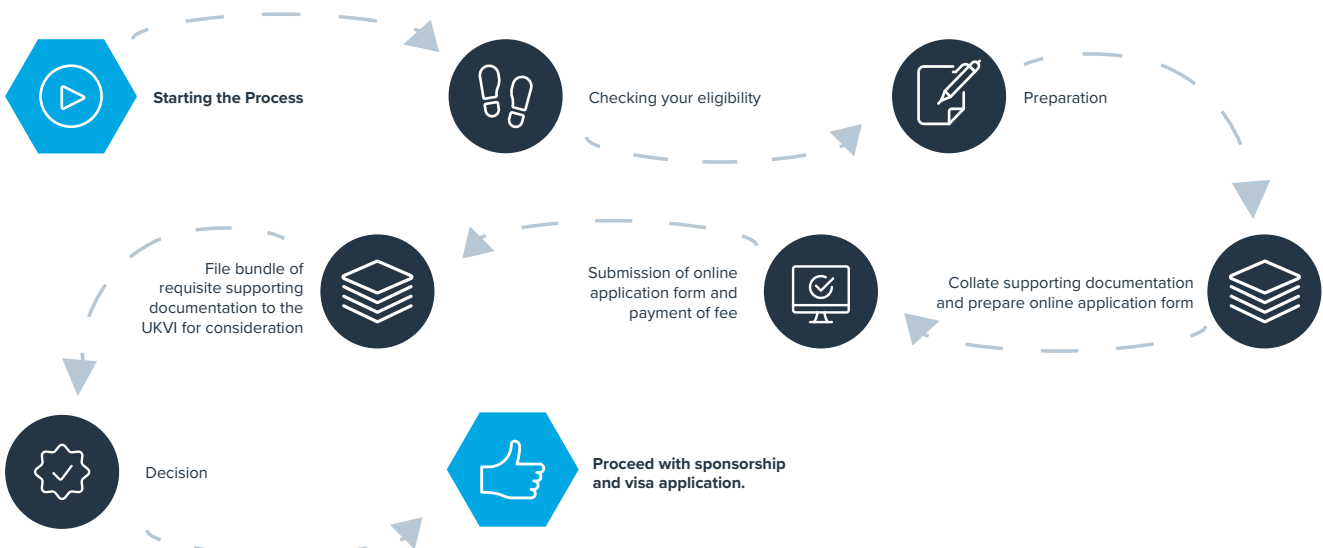 Starting the Process
Checking your eligibility
Preparation
Collate supporting documentation
and prepare online application form
Submission of online
application form and
payment of fee
File bundle of
requisite supporting
documentation to the
UKVI for consideration
Decision
Proceed with sponsorship
and visa application.